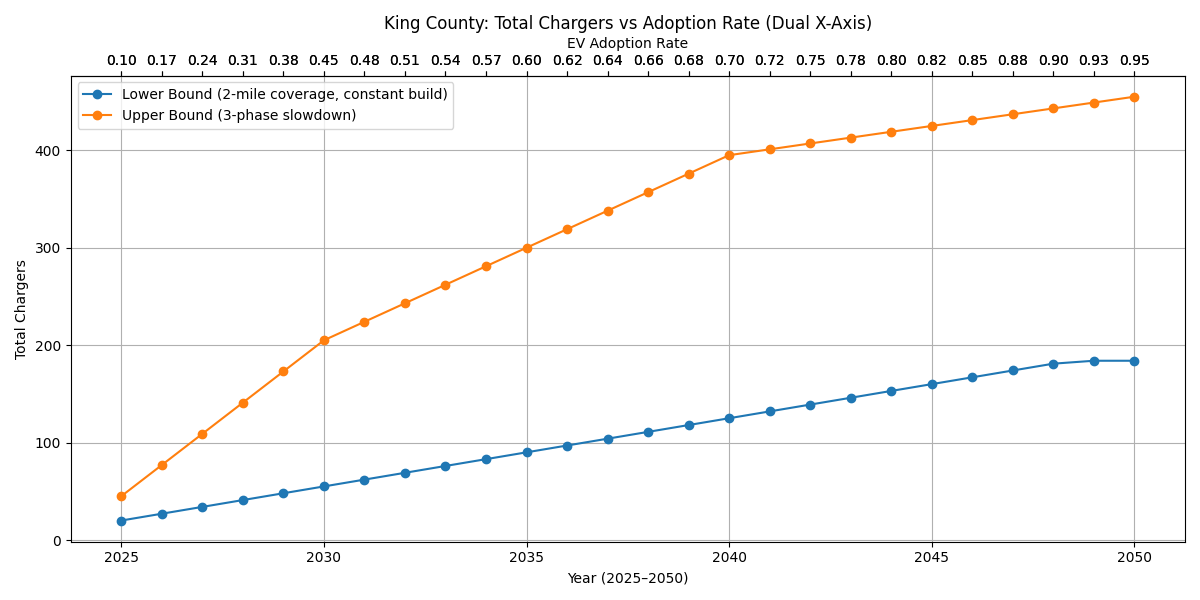 King County: Total Chargers vs Adoption Rate (Dual X-Axis)
EV Adoption Rate
0.10 0.17 0.24 0.31 0.38 0.45 0.48 0.51 0.54 0.57 0.60 0.62 0.64 0.66 0.68 0.70 0.72 0.75 0.78 0.80 0.82 0.85 0.88 0.90 0.93 0.95
Lower Bound (2-mile coverage, constant build)
Upper Bound (3-phase slowdown)
400
300
200
100
0
Total Chargers
2025 2030 2035 2040 2045 2050
Year (2025–2050)